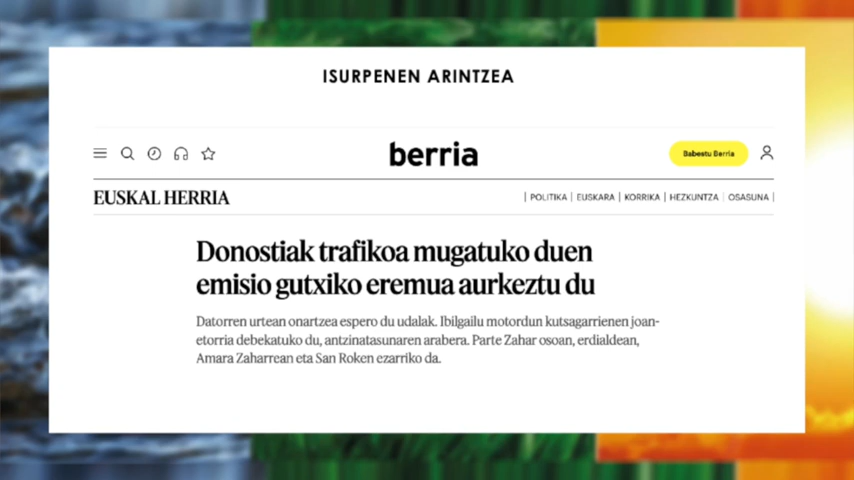 ISURPENEN ARINTZEA
berria
Babestu Berria
EUSKAL HERRIA
| POLITIKA | EUSKARA | KORRIKA | HEZKUNTZA | OSASUNA |
Donostiak trafikoa mugatuko duen
emisio gutxiko eremua aurkeztu du
Datorren urtean onartzea espero du udalak. Ibilgailu motordun kutsagarrienen joan-
etorria debekatuko du, antzinatasunaren arabera. Parte Zahar osoan, erdialdean,
Amara Zaharrean eta San Roken ezarriko da.